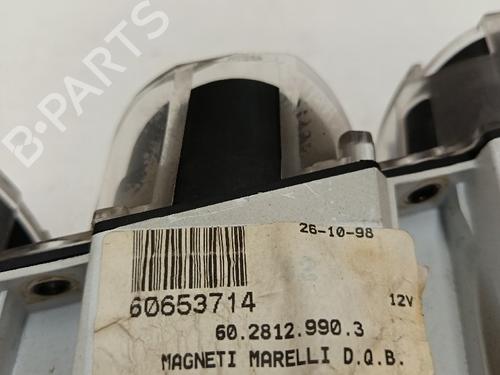 B-PARTS
26-10-98
60653714
12V
60.2812.990.3
MAGNETI MARELLI D.Q.B.